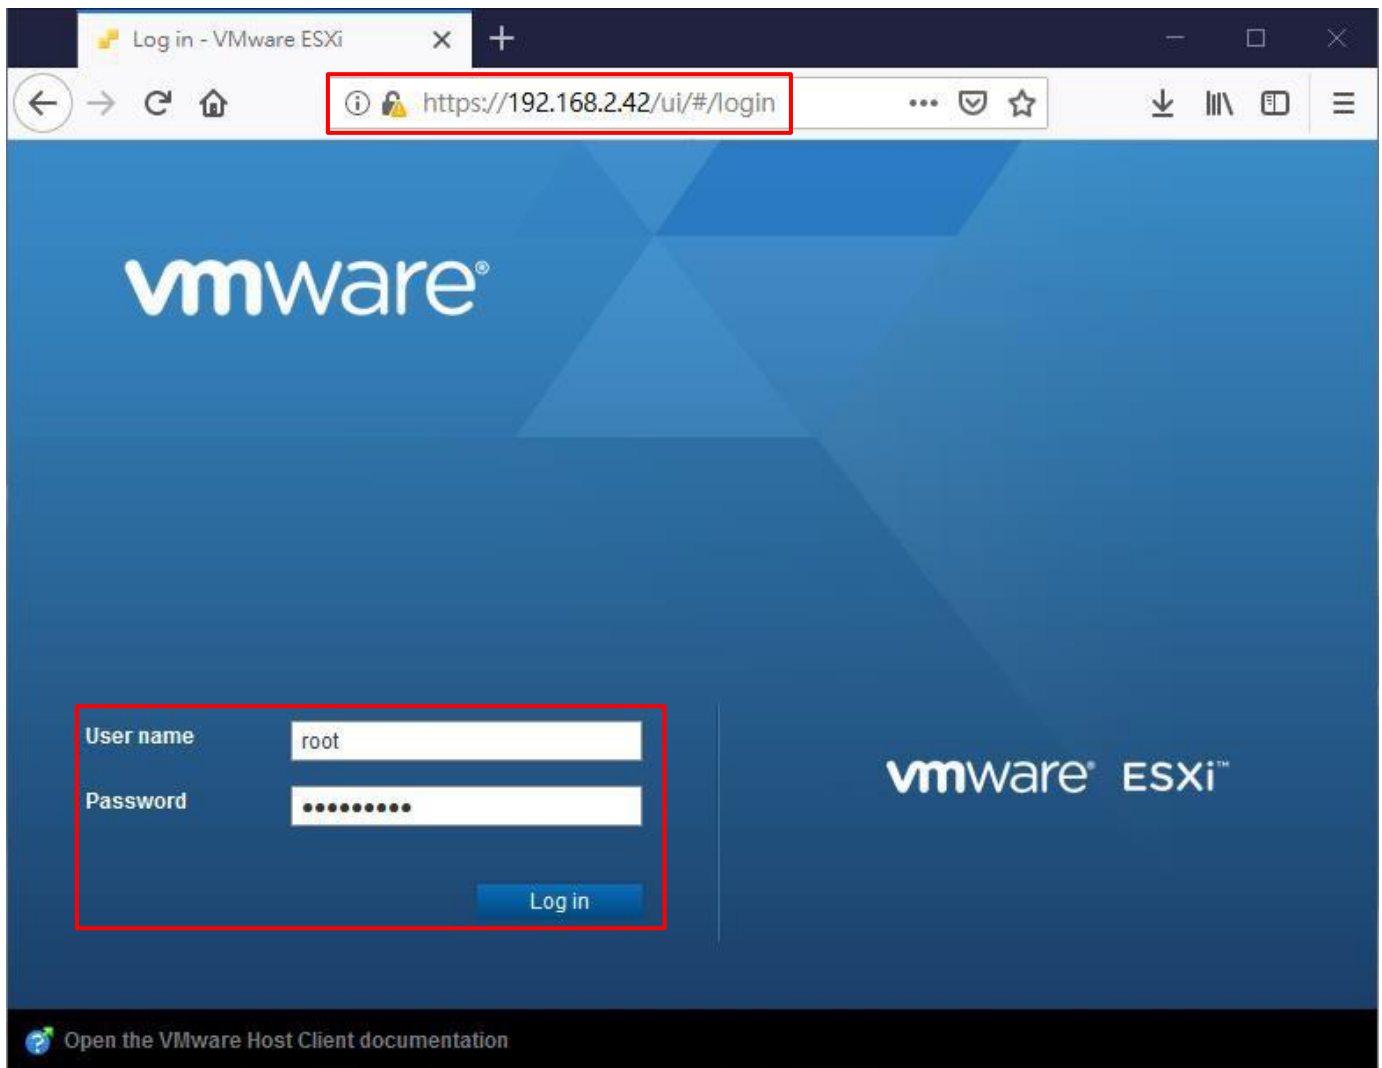 Log in - VMware ESXi
https://192.168.2.42/ui/#/login
vmware®
User name
root
Password
•••••••••
Log in
vmware® ESXi™
Open the VMware Host Client documentation